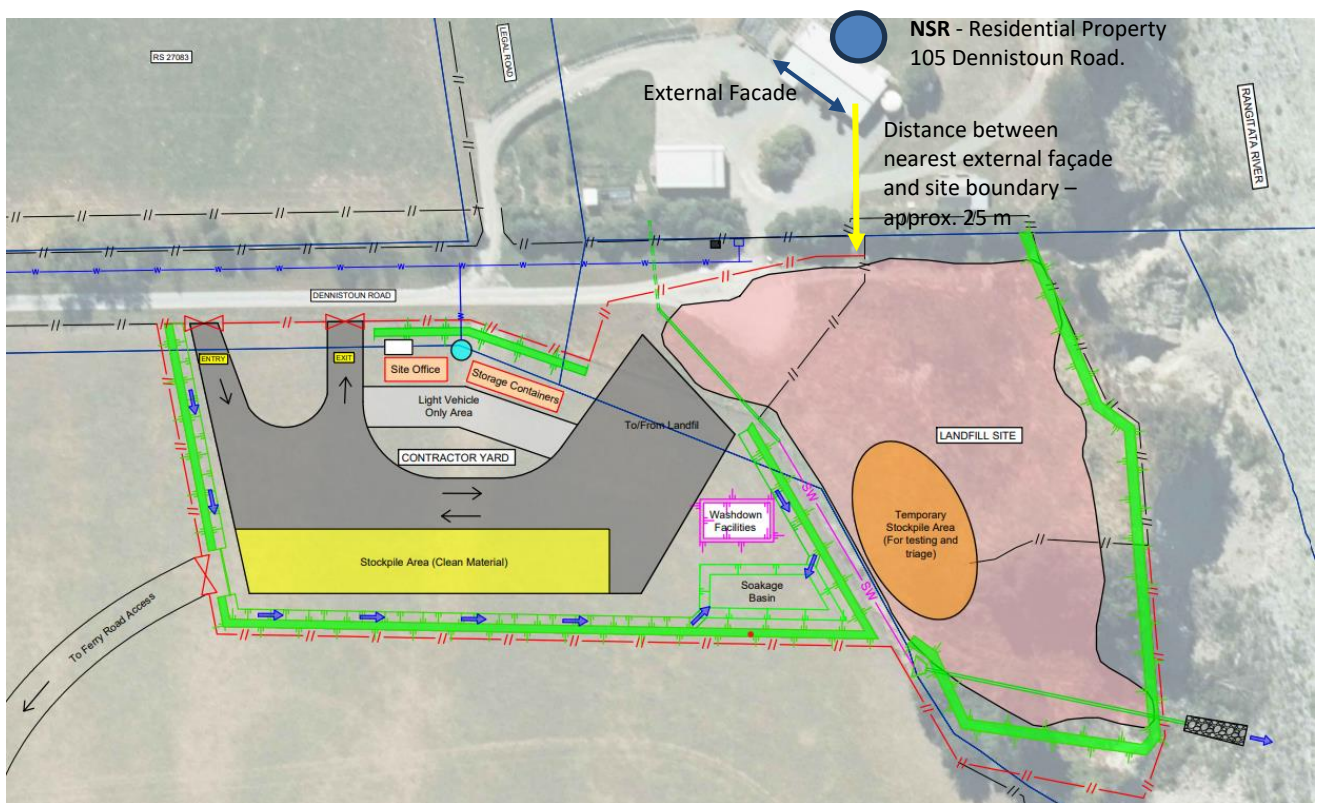 NSR - Residential Property
105 Dennistoun Road.
RS 27083
LEGAL ROAD
External Facade
Distance between
nearest external façade
and site boundary –
approx. 25 m
RANGITATA RIVER
W W W W W W W W W W
DENNISTOUN ROAD
W
ENTRY
EXIT
Site Office
Storage Containers
Light Vehicle
Only Area
To/From Landfil
CONTRACTOR YARD
LANDFILL SITE
SW
Washdown
Facilities
Temporary
Stockpile Area
(For testing and
triage)
Stockpile Area (Clean Material)
Soakage
Basin
SW
To Ferry Road Access